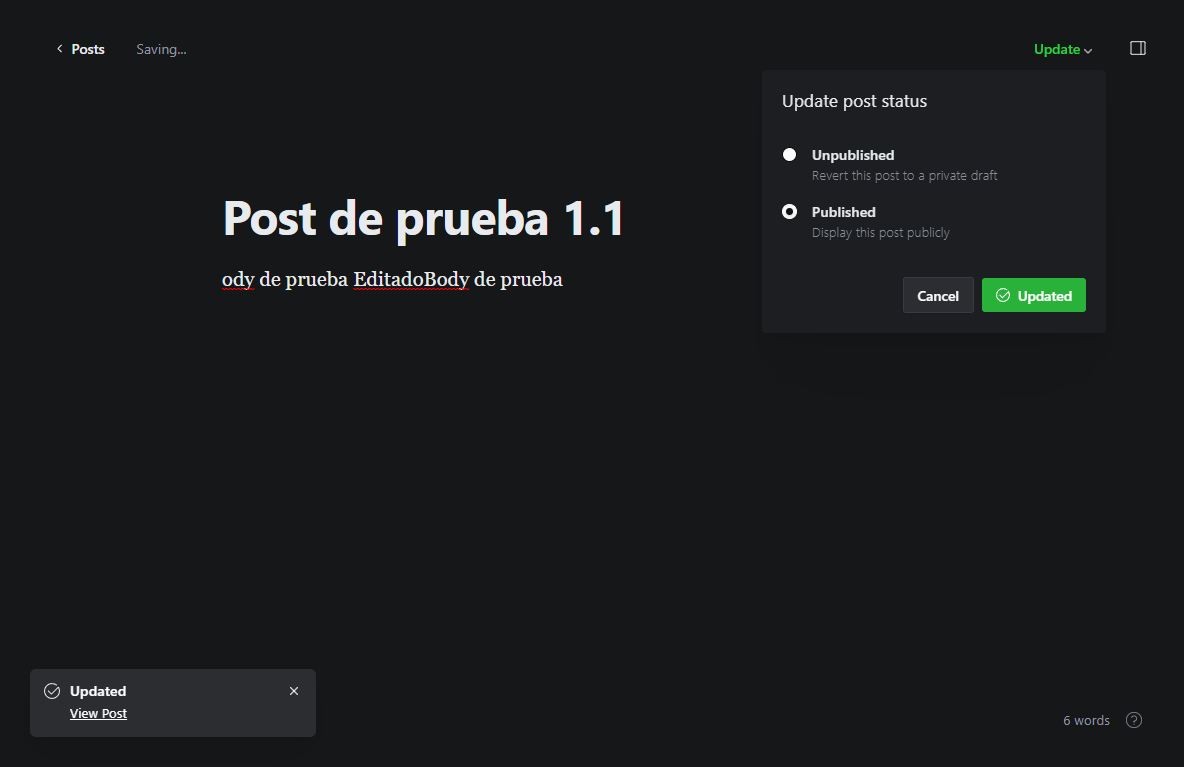 Posts
Saving...
Update
Update post status
Unpublished
Revert this post to a private draft
Published
Display this post publicly
Cancel
Updated
Post de prueba 1.1
ody de prueba EditadoBody de prueba
Updated
View Post
6 words
?